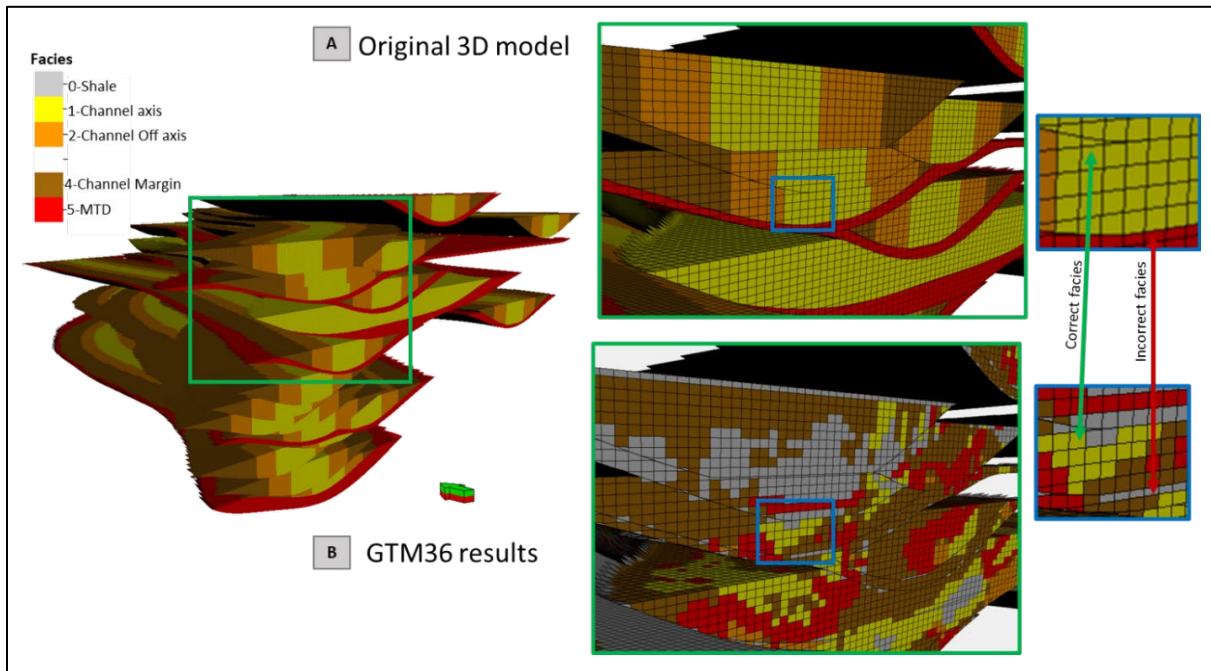 A Original 3D model
Facies
0-Shale
1-Channel axis
2-Channel Off axis
4-Channel Margin
5-MTD
Correct facies
Incorrect facies
B GTM36 results